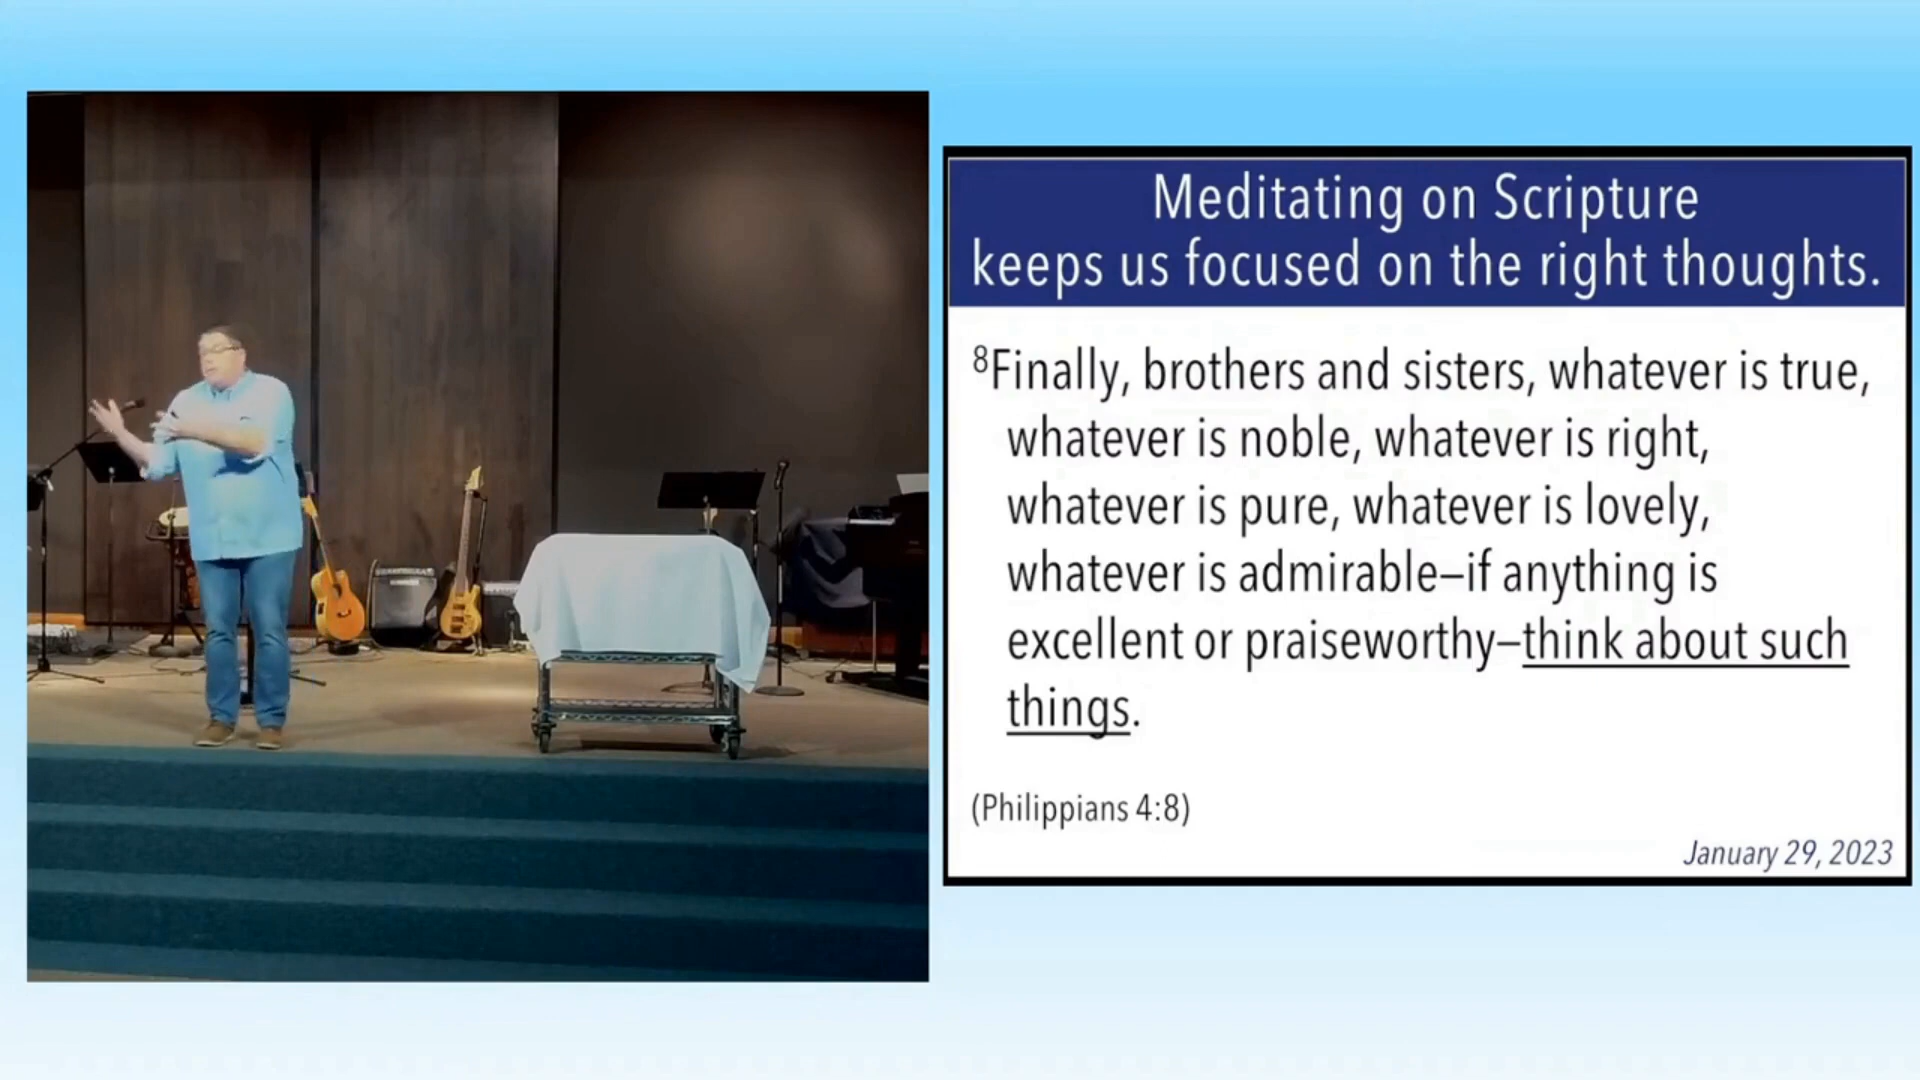 Meditating on Scripture
keeps us focused on the right thoughts.
⁸Finally, brothers and sisters, whatever is true,
whatever is noble, whatever is right,
whatever is pure, whatever is lovely,
whatever is admirable–if anything is
excellent or praiseworthy–think about such
things.
(Philippians 4:8)
January 29, 2023